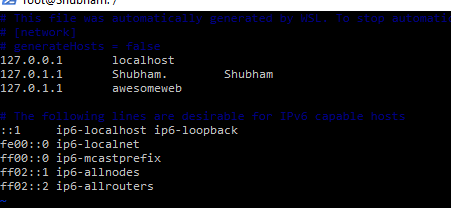 root@Shubham: /
# This file was automatically generated by WSL. To stop automatic
# [network]
# generateHosts = false
127.0.0.1 localhost
127.0.1.1 Shubham. Shubham
127.0.1.1 awesomeweb
# The following lines are desirable for IPv6 capable hosts
::1 ip6-localhost ip6-loopback
fe00::0 ip6-localnet
ff00::0 ip6-mcastprefix
ff02::1 ip6-allnodes
ff02::2 ip6-allrouters
~